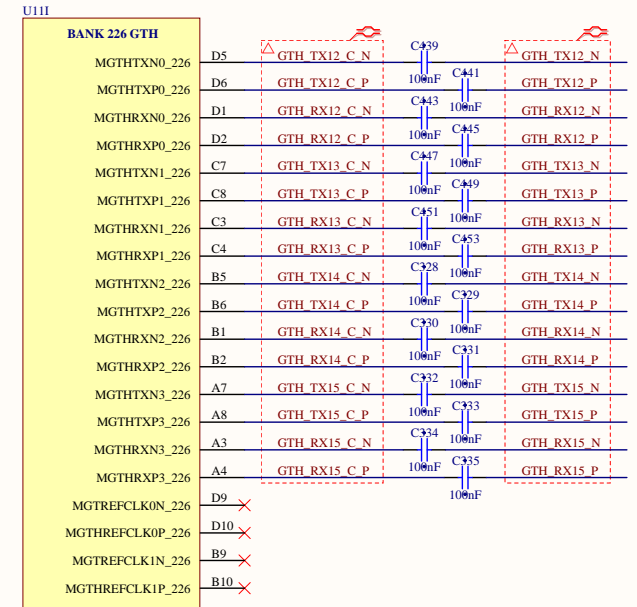 U11I
BANK 226 GTH
MGTHTXN0_226 D5 GTH_TX12_C_N C439 100nF GTH_TX12_N
MGTHTXP0_226 D6 GTH_TX12_C_P C441 100nF GTH_TX12_P
MGTHRXN0_226 D1 GTH_RX12_C_N C443 100nF GTH_RX12_N
MGTHRXP0_226 D2 GTH_RX12_C_P C445 100nF GTH_RX12_P
MGTHTXN1_226 C7 GTH_TX13_C_N C447 100nF GTH_TX13_N
MGTHTXP1_226 C8 GTH_TX13_C_P C449 100nF GTH_TX13_P
MGTHRXN1_226 C3 GTH_RX13_C_N C451 100nF GTH_RX13_N
MGTHRXP1_226 C4 GTH_RX13_C_P C453 100nF GTH_RX13_P
MGTHTXN2_226 B5 GTH_TX14_C_N C328 100nF GTH_TX14_N
MGTHTXP2_226 B6 GTH_TX14_C_P C329 100nF GTH_TX14_P
MGTHRXN2_226 B1 GTH_RX14_C_N C330 100nF GTH_RX14_N
MGTHRXP2_226 B2 GTH_RX14_C_P C331 100nF GTH_RX14_P
MGTHTXN3_226 A7 GTH_TX15_C_N C332 100nF GTH_TX15_N
MGTHTXP3_226 A8 GTH_TX15_C_P C333 100nF GTH_TX15_P
MGTHRXN3_226 A3 GTH_RX15_C_N C334 100nF GTH_RX15_N
MGTHRXP3_226 A4 GTH_RX15_C_P C335 100nF GTH_RX15_P
MGTREFCLK0N_226 D9
MGTHREFCLK0P_226 D10
MGTREFCLK1N_226 B9
MGTHREFCLK1P_226 B10